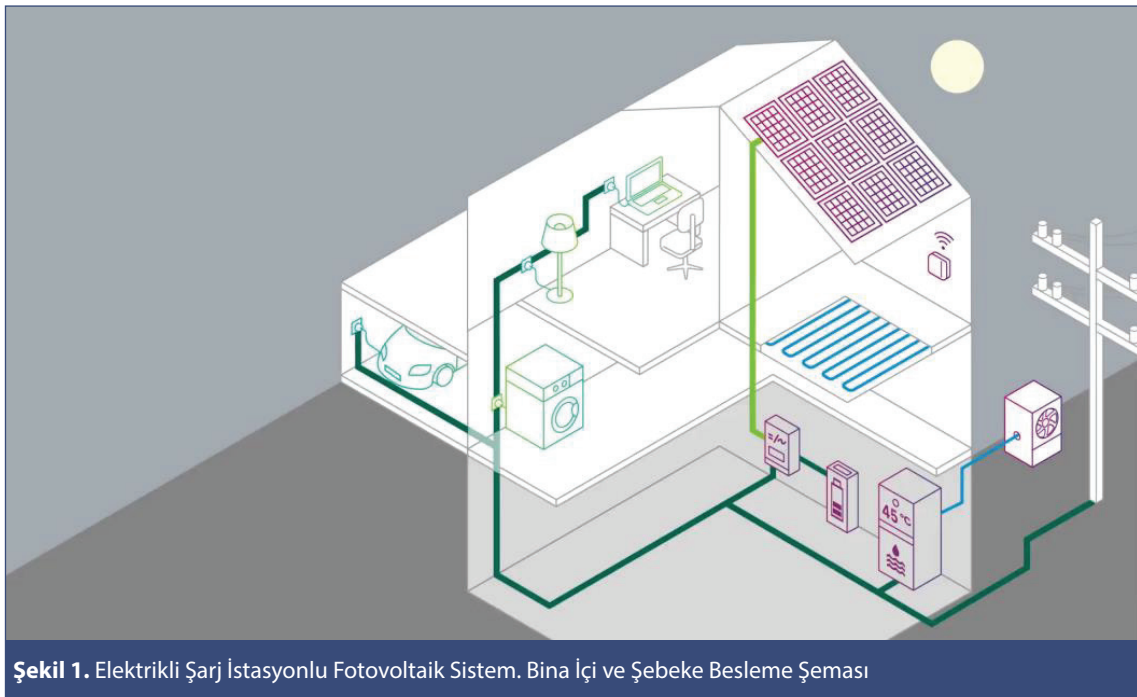 =/~
45 °C
Şekil 1. Elektrikli Şarj İstasyonlu Fotovoltaik Sistem. Bina İçi ve Şebeke Besleme Şeması